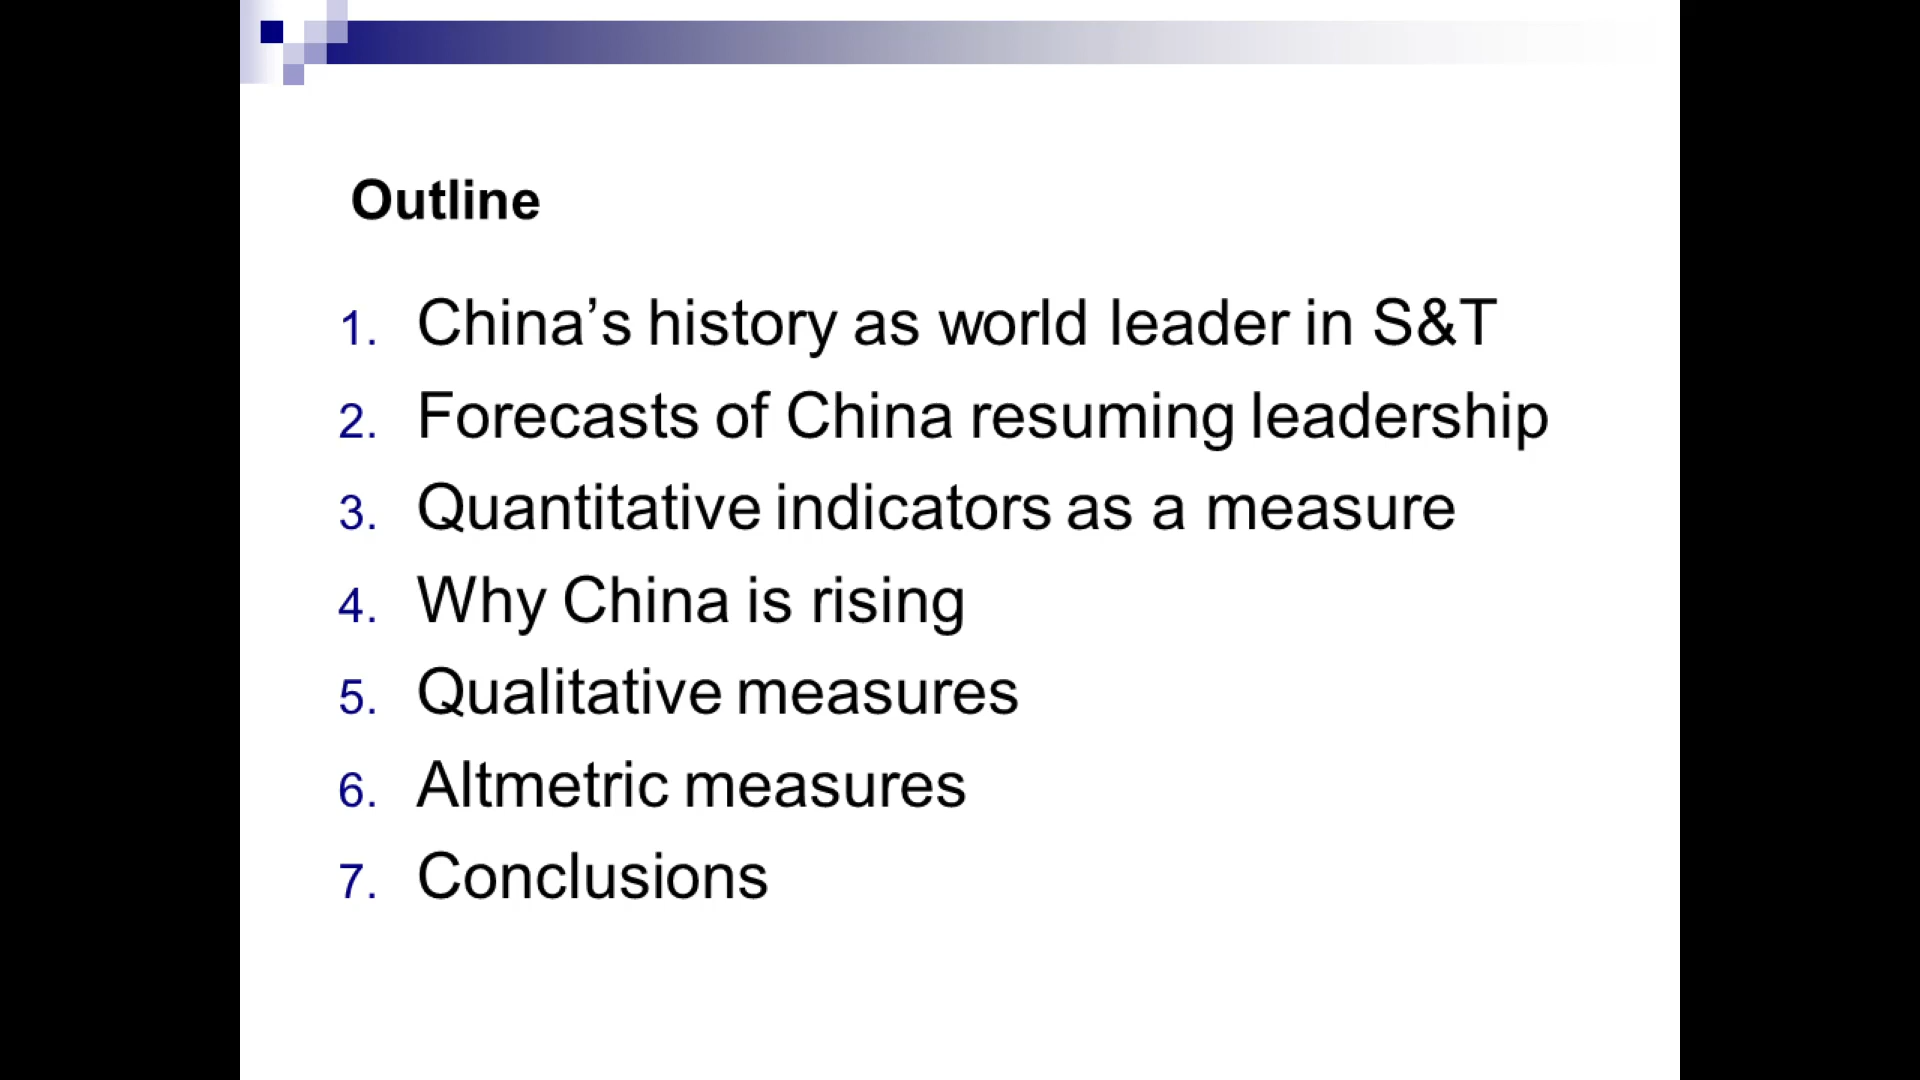 Outline
1. China’s history as world leader in S&T
2. Forecasts of China resuming leadership
3. Quantitative indicators as a measure
4. Why China is rising
5. Qualitative measures
6. Altmetric measures
7. Conclusions